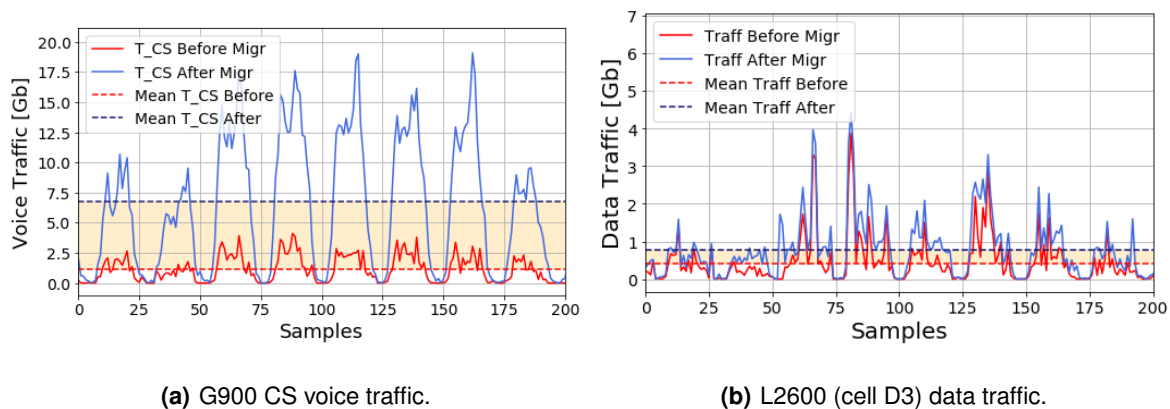 T_CS Before Migr
T_CS After Migr
Mean T_CS Before
Mean T_CS After
Voice Traffic [Gb]
20.0
17.5
15.0
12.5
10.0
7.5
5.0
2.5
0.0
0 25 50 75 100 125 150 175 200
Samples
(a) G900 CS voice traffic.
Traff Before Migr
Traff After Migr
Mean Traff Before
Mean Traff After
Data Traffic [Gb]
7
6
5
4
3
2
1
0
0 25 50 75 100 125 150 175 200
Samples
(b) L2600 (cell D3) data traffic.